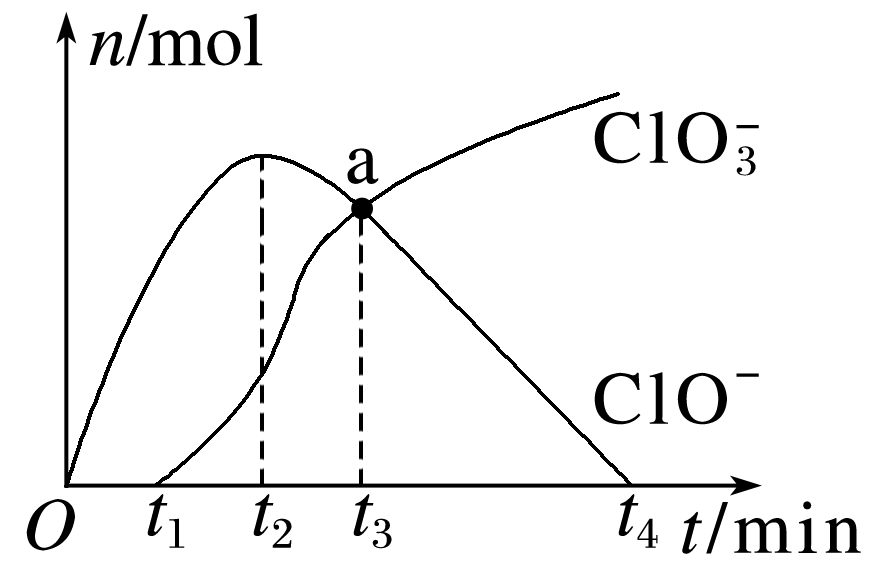 n/mol
a
ClO₃⁻
ClO⁻
O t₁ t₂ t₃ t₄ t/min